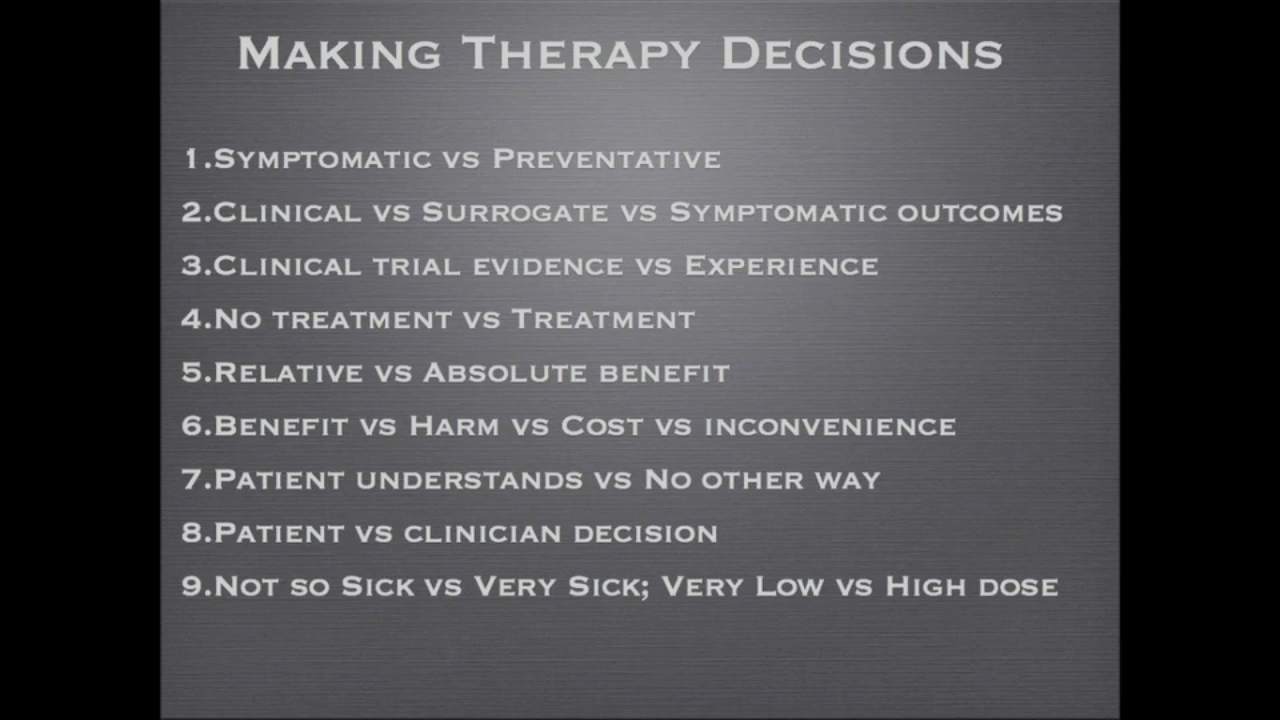 Making Therapy Decisions
1.Symptomatic vs Preventative
2.Clinical vs Surrogate vs Symptomatic outcomes
3.Clinical trial evidence vs Experience
4.No treatment vs Treatment
5.Relative vs Absolute benefit
6.Benefit vs Harm vs Cost vs inconvenience
7.Patient understands vs No other way
8.Patient vs clinician decision
9.Not so Sick vs Very Sick; Very Low vs High dose